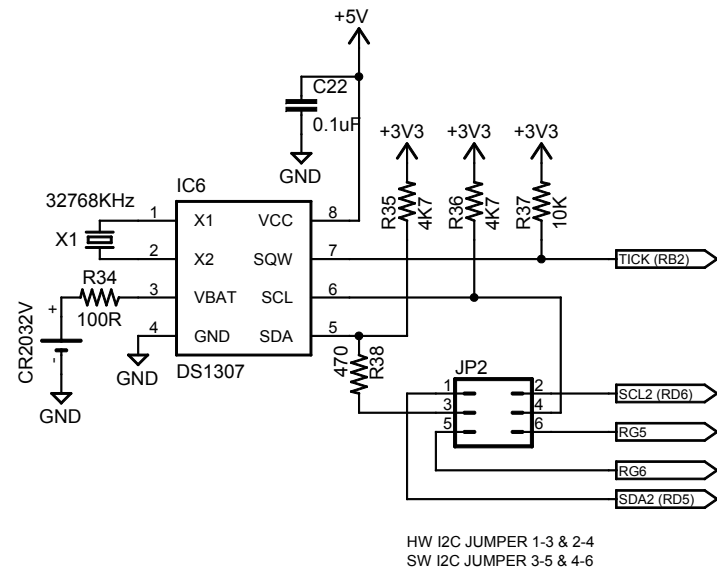 +5V
C22
0.1uF
GND
+3V3
+3V3
+3V3
R35
4K7
R36
4K7
R37
10K
32768KHz
X1
IC6
1
X1
VCC
8
2
X2
SQW
7
TICK (RB2)
R34
100R
3
VBAT
SCL
6
4
GND
SDA
5
GND
DS1307
+
CR2032V
-
GND
470
R38
JP2
1
2
SCL2 (RD6)
3
4
5
6
RG5
RG6
SDA2 (RD5)
HW I2C JUMPER 1-3 & 2-4
SW I2C JUMPER 3-5 & 4-6